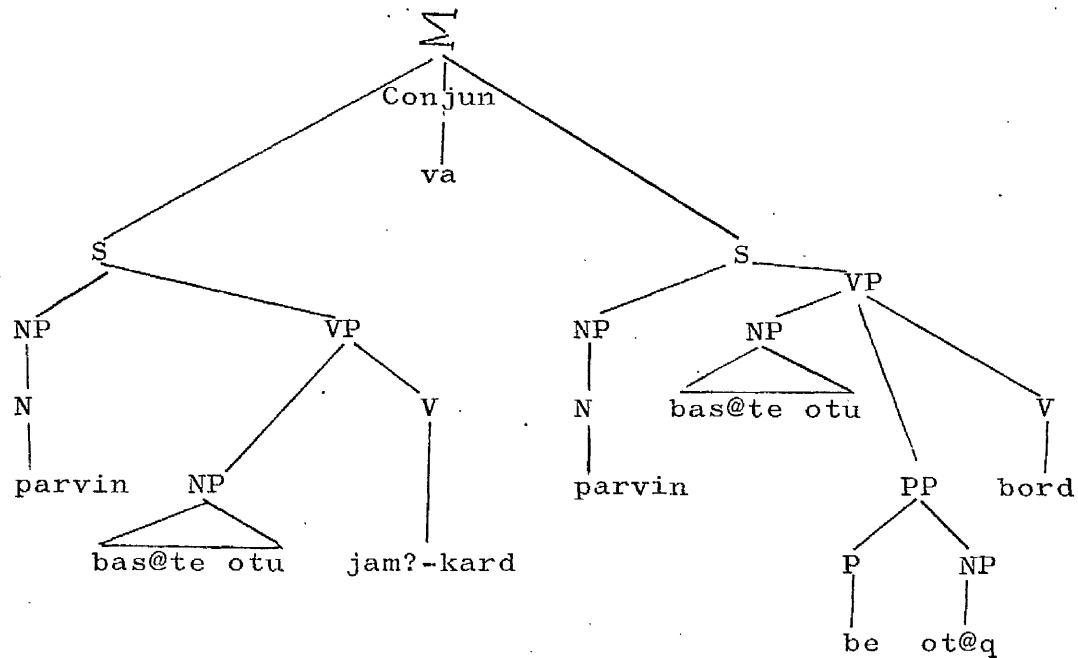 Σ
Conjun
va
S S
VP
NP VP NP NP
N V N bas@te otu V
parvin NP parvin PP bord
bas@te otu jam?-kard P NP
be ot@q